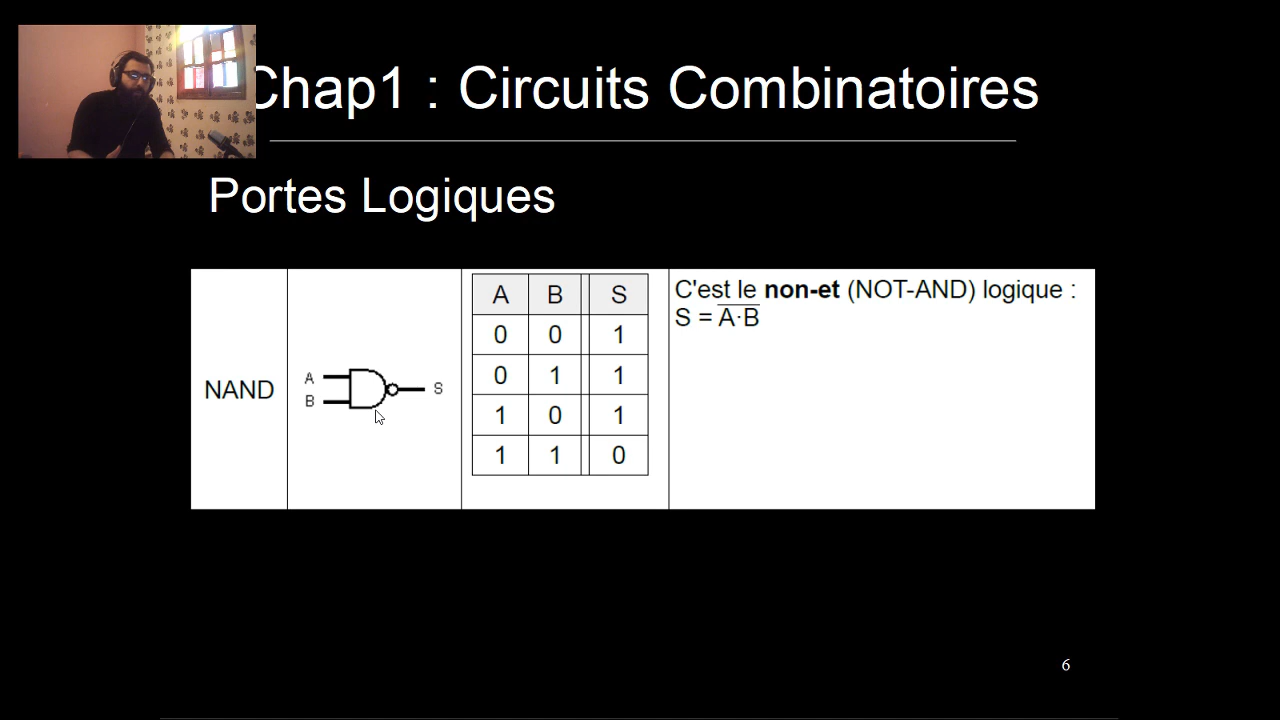 Chap1 : Circuits Combinatoires
Portes Logiques
NAND
A
B
S
A B S
0 0 1
0 1 1
1 0 1
1 1 0
C'est le non-et (NOT-AND) logique :
S = A̅·̅B̅
6